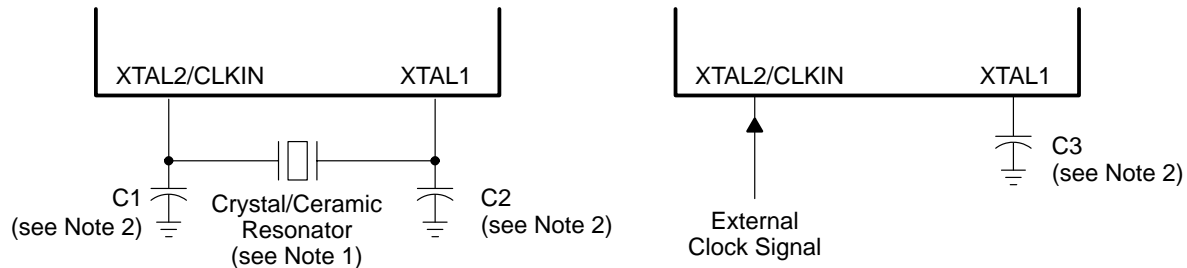 XTAL2/CLKIN
XTAL1
C1
(see Note 2)
Crystal/Ceramic
Resonator
(see Note 1)
C2
(see Note 2)
XTAL2/CLKIN
XTAL1
C3
(see Note 2)
External
Clock Signal